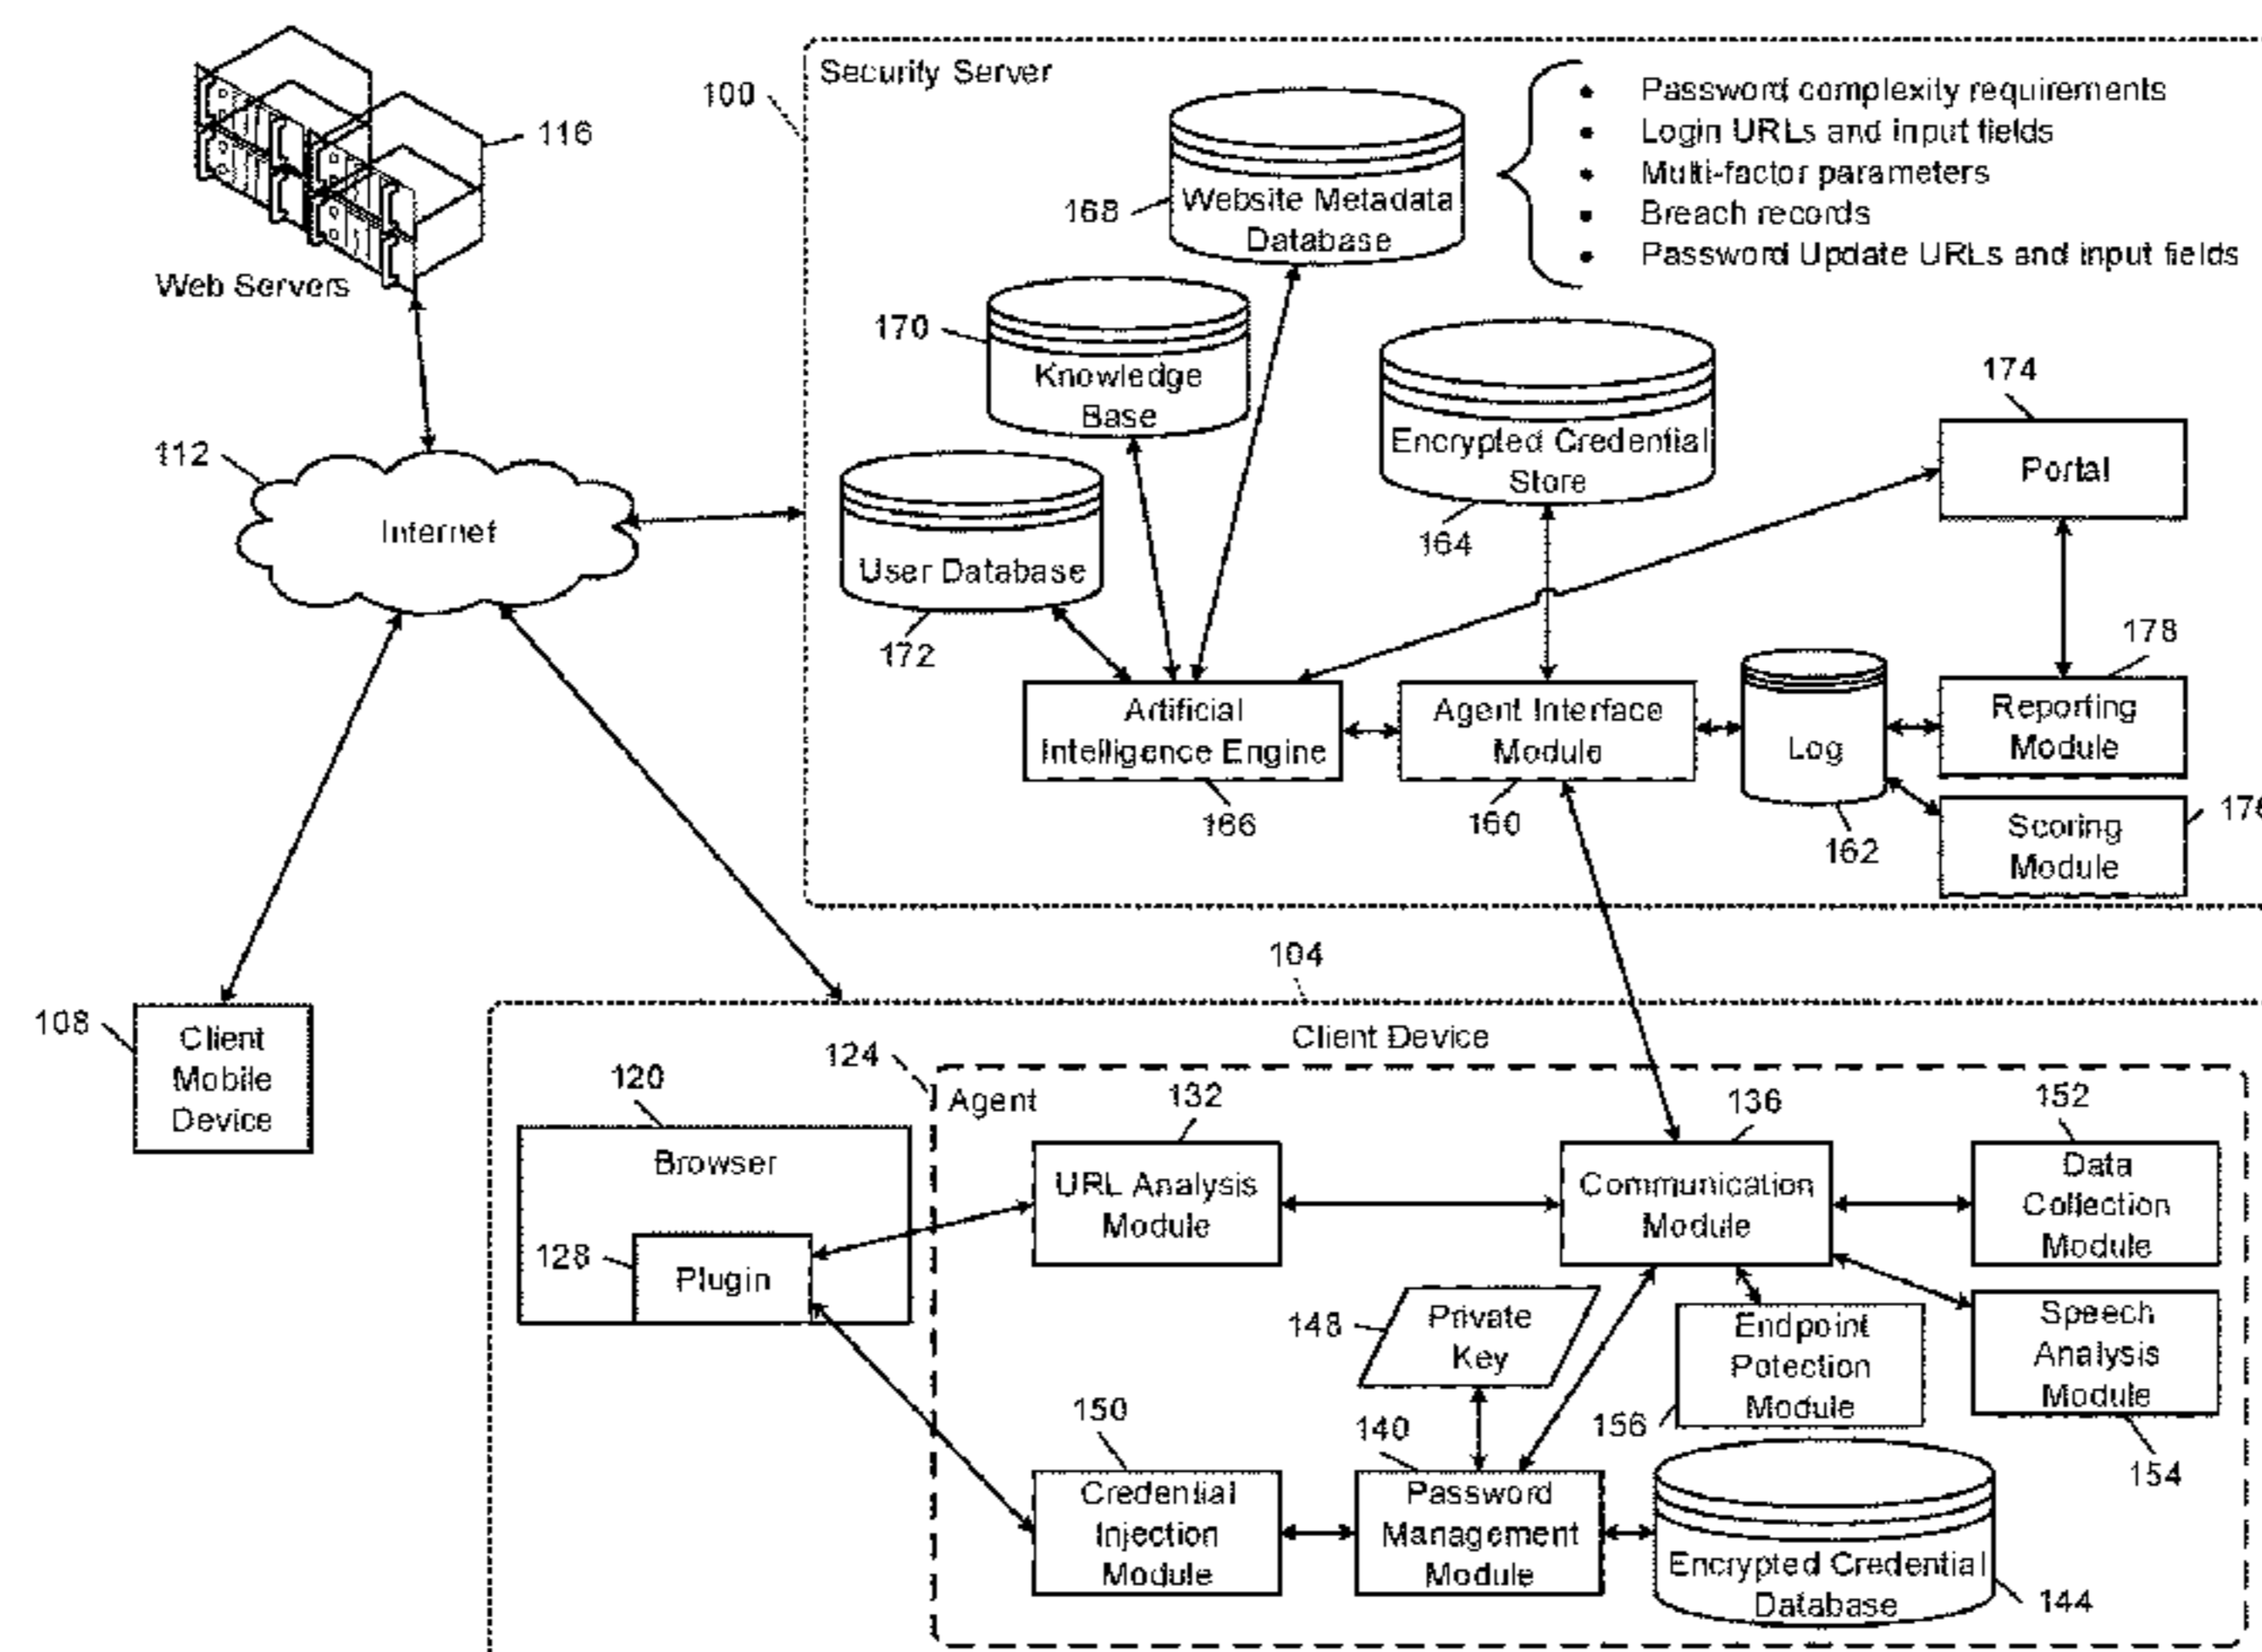 116
Web Servers
100
Security Server
168
Website Metadata
Database
• Password complexity requirements
• Login URLs and input fields
• Multi-factor parameters
• Breach records
• Password Update URLs and input fields
170
Knowledge
Base
Encrypted Credential
Store
164
174
Portal
112
Internet
User Database
172
178
Artificial
Intelligence Engine
166
Agent Interface
Module
160
Log
162
Reporting
Module
Scoring
Module
104
108
Client
Mobile
Device
Client Device
124
Agent
120
Browser
128
Plugin
132
URL Analysis
Module
136
Communication
Module
152
Data
Collection
Module
148
Private
Key
Endpoint
Potection
Module
156
Speech
Analysis
Module
154
150
Credential
Injection
Module
140
Password
Management
Module
Encrypted Credential
Database
144